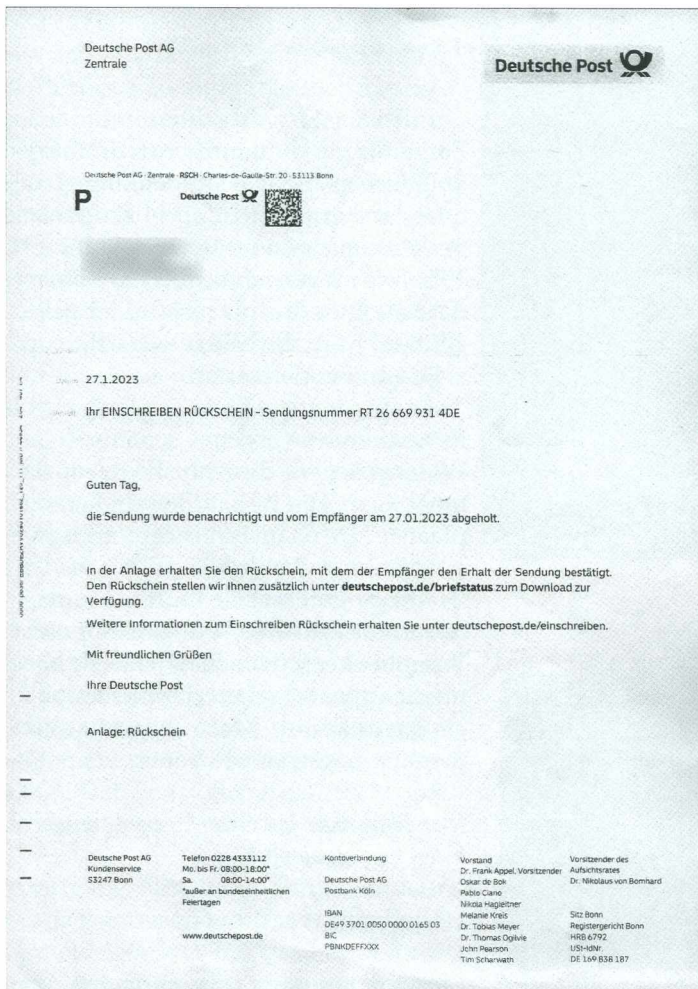 Deutsche Post AG
Zentrale
Deutsche Post
Deutsche Post AG · Zentrale · RSCH · Charles-de-Gaulle-Str. 20 · 53113 Bonn
P
Deutsche Post
27.1.2023
Ihr EINSCHREIBEN RÜCKSCHEIN – Sendungsnummer RT 26 669 931 4DE
Guten Tag,
die Sendung wurde benachrichtigt und vom Empfänger am 27.01.2023 abgeholt.
In der Anlage erhalten Sie den Rückschein, mit dem der Empfänger den Erhalt der Sendung bestätigt.
Den Rückschein stellen wir Ihnen zusätzlich unter deutschepost.de/briefstatus zum Download zur
Verfügung.
Weitere Informationen zum Einschreiben Rückschein erhalten Sie unter deutschepost.de/einschreiben.
Mit freundlichen Grüßen
Ihre Deutsche Post
Anlage: Rückschein
Deutsche Post AG
Kundenservice
53247 Bonn
Telefon 0228 4333112
Mo. bis Fr. 08:00-18:00*
Sa. 08:00-14:00*
*außer an bundeseinheitlichen
Feiertagen
www.deutschepost.de
Kontoverbindung
Deutsche Post AG
Postbank Köln
IBAN
DE49 3701 0050 0000 0165 03
BIC
PBNKDEFFXXX
Vorstand
Dr. Frank Appel, Vorsitzender
Oskar de Bok
Pablo Ciano
Nikola Hagleitner
Melanie Kreis
Dr. Tobias Meyer
Dr. Thomas Ogilvie
John Pearson
Tim Scharwath
Vorsitzender des
Aufsichtsrates
Dr. Nikolaus von Bomhard
Sitz Bonn
Registergericht Bonn
HRB 6792
USt-IdNr.
DE 169 838 187